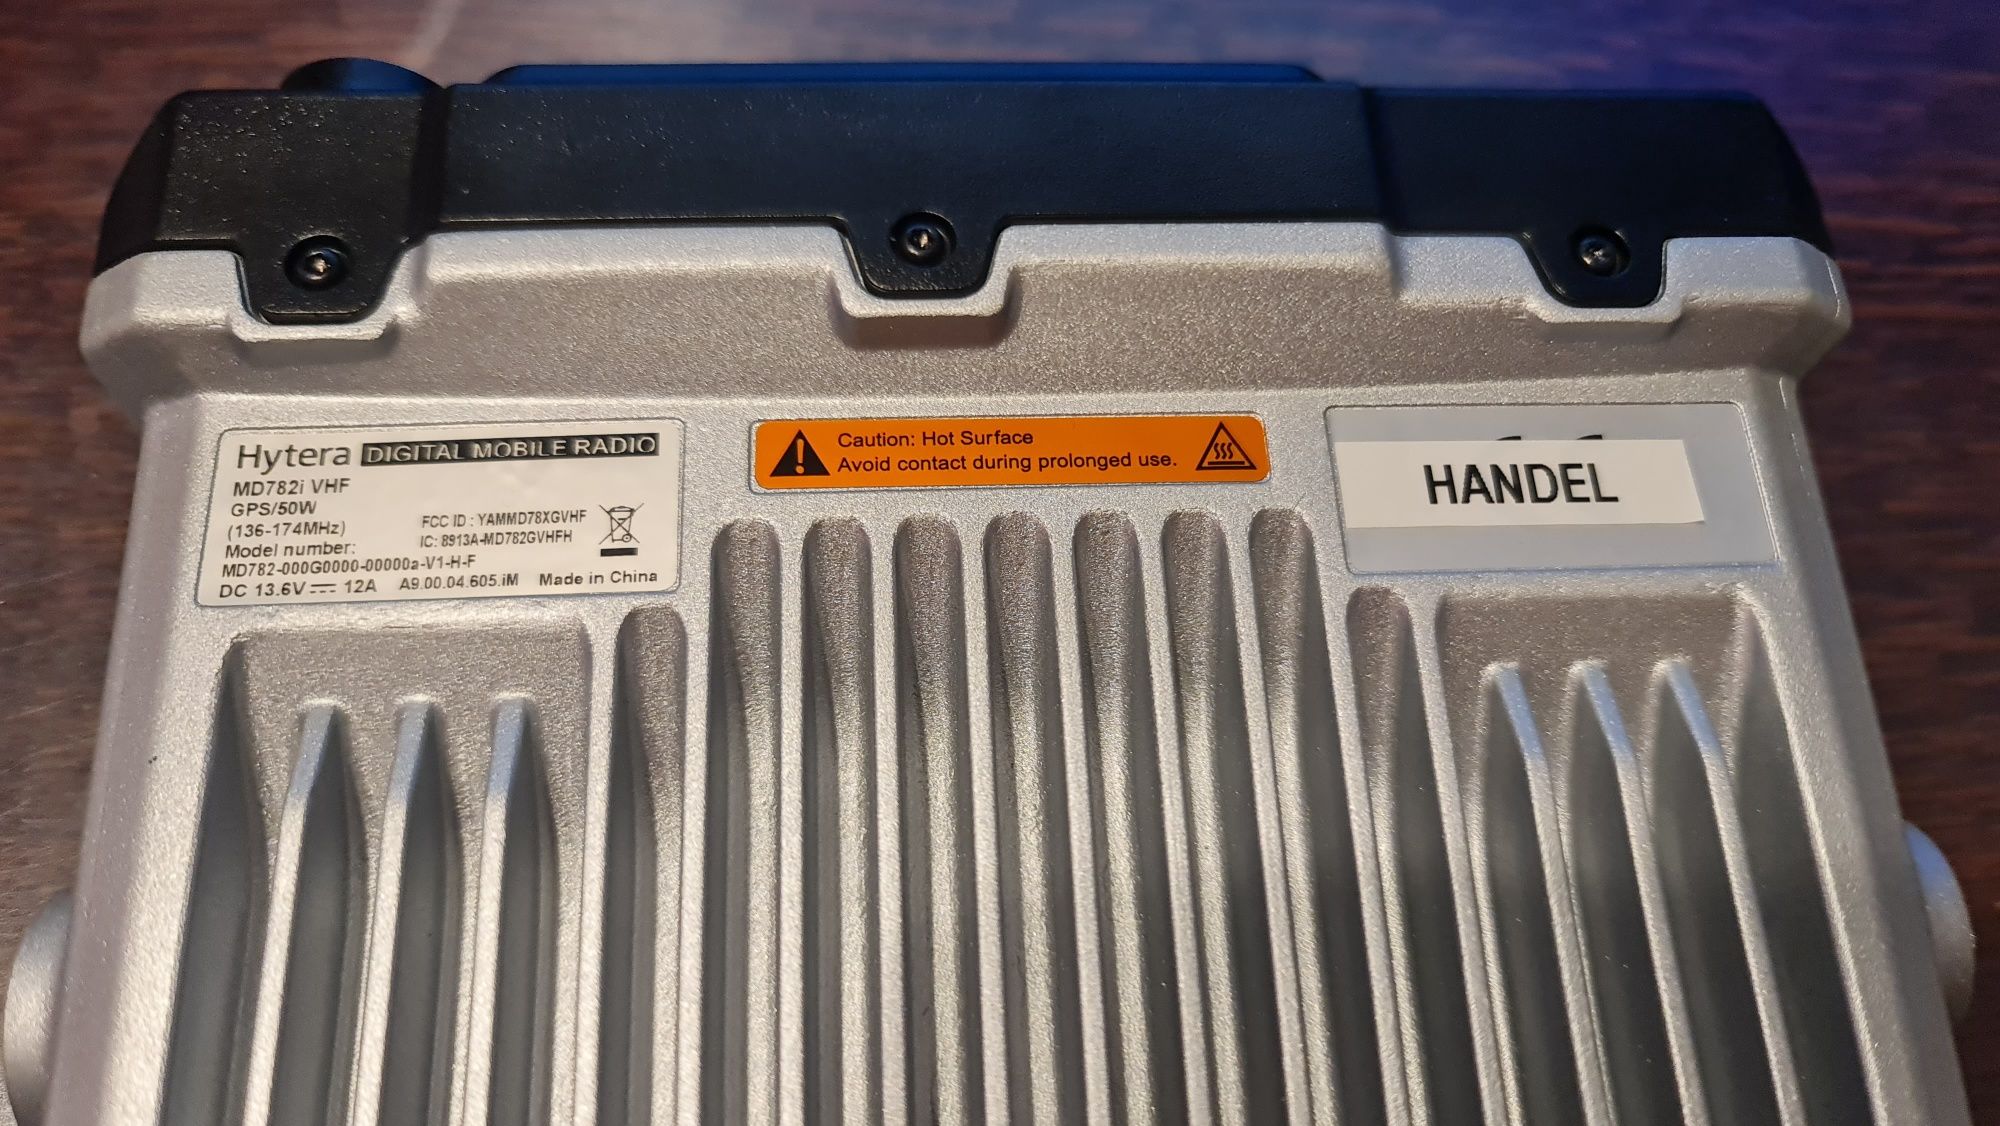 Hytera DIGITAL MOBILE RADIO
MD782i VHF
GPS/50W
(136-174MHz)
Model number:
MD782-000G0000-00000a-V1-H-F
DC 13.6V⎓ 12A A9.00.04.605.iM Made in China
FCC ID : YAMMD78XGVHF
IC: 8913A-MD782GVHFH
Caution: Hot Surface
Avoid contact during prolonged use.
HANDEL